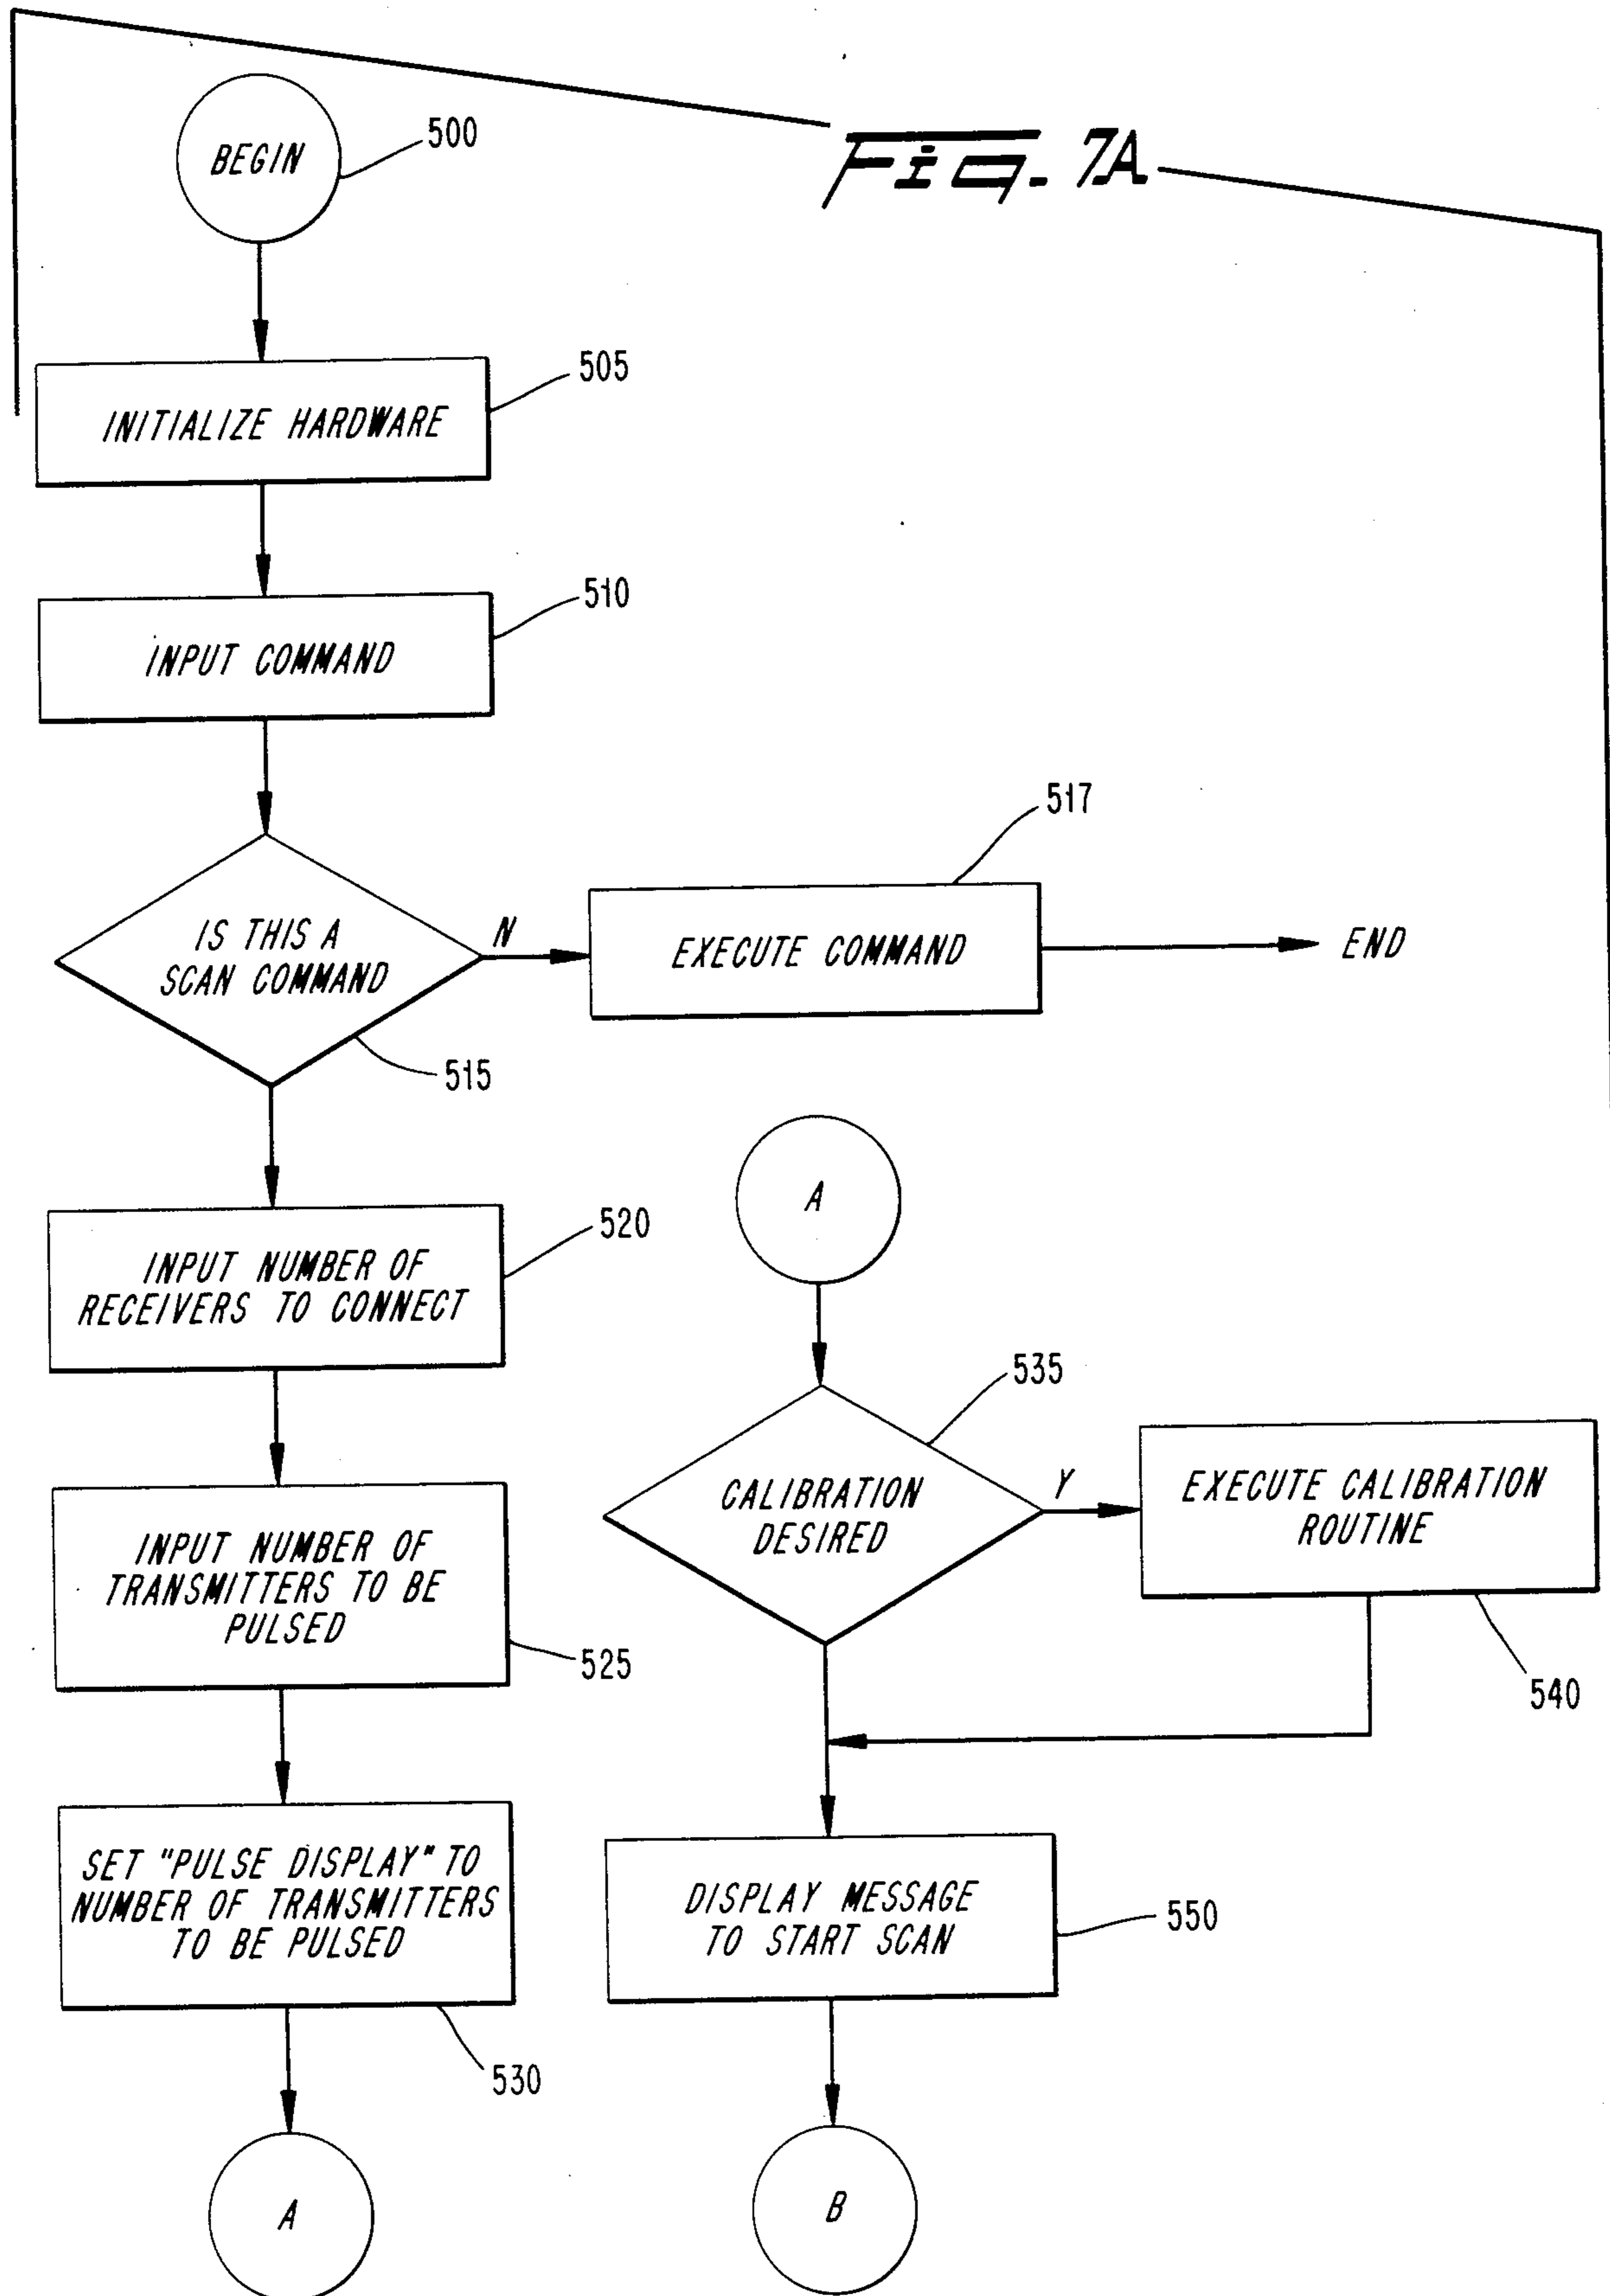 Fig. 7A
BEGIN
500
INITIALIZE HARDWARE
505
INPUT COMMAND
510
IS THIS A
SCAN COMMAND
N
515
EXECUTE COMMAND
517
END
INPUT NUMBER OF
RECEIVERS TO CONNECT
520
INPUT NUMBER OF
TRANSMITTERS TO BE
PULSED
525
SET "PULSE DISPLAY" TO
NUMBER OF TRANSMITTERS
TO BE PULSED
530
A
A
CALIBRATION
DESIRED
535
Y
EXECUTE CALIBRATION
ROUTINE
540
DISPLAY MESSAGE
TO START SCAN
550
B